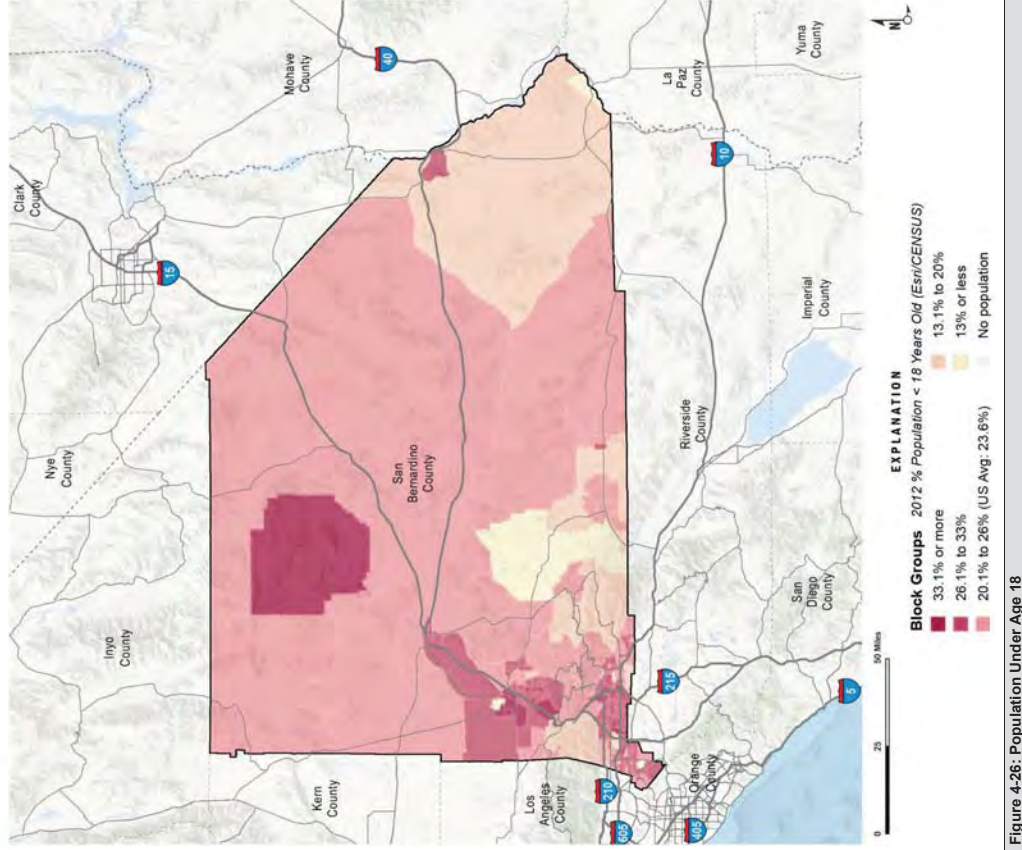 Clark
County
Nye
County
Inyo
County
Mohave
County
15
40
Kern
County
San
Bernardino
County
La
Paz
County
Yuma
County
10
Los
Angeles
County
Riverside
County
Imperial
County
210
605
405
Orange
County
215
San
Diego
County
5
N
0 25 50 Miles
EXPLANATION
Block Groups 2012 % Population < 18 Years Old (Esri/CENSUS)
33.1% or more
26.1% to 33%
20.1% to 26% (US Avg: 23.6%)
13.1% to 20%
13% or less
No population
Figure 4-26: Population Under Age 18